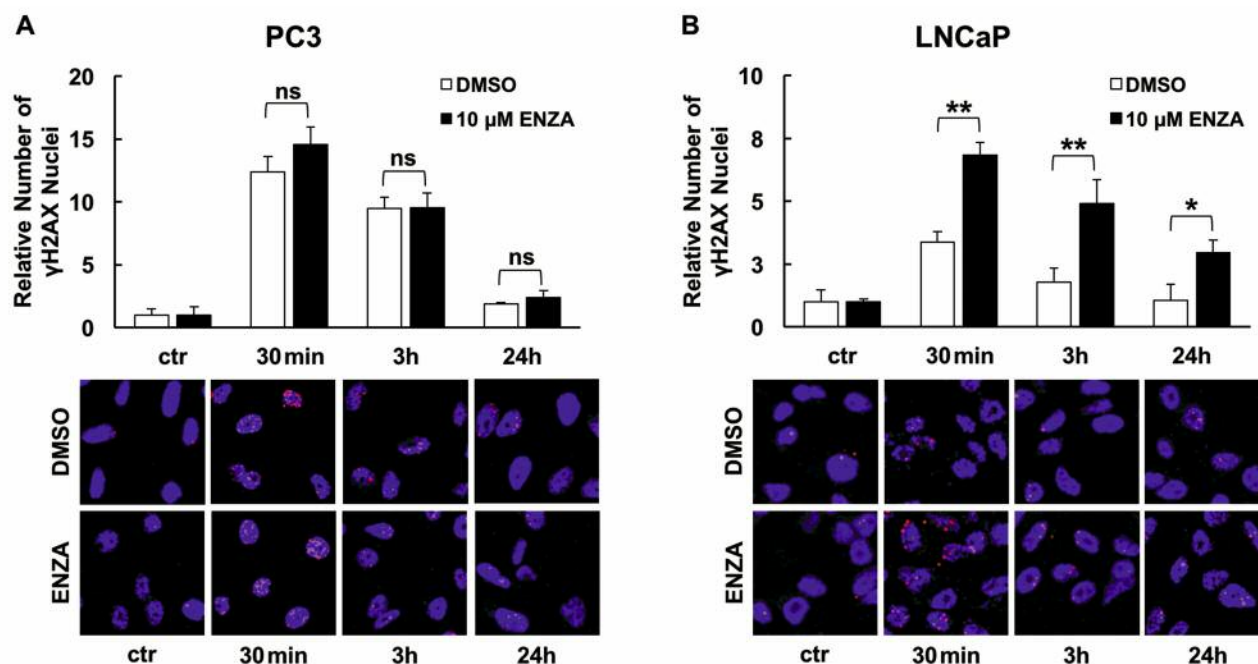 A
PC3
Relative Number of
γH2AX Nuclei
20
15
10
5
0
DMSO
10 µM ENZA
ns
ns
ns
ctr
30 min
3h
24h
DMSO
ENZA
ctr
30 min
3h
24h
B
LNCaP
Relative Number of
γH2AX Nuclei
10
8
5
3
0
DMSO
10 µM ENZA
**
**
*
ctr
30 min
3h
24h
DMSO
ENZA
ctr
30 min
3h
24h